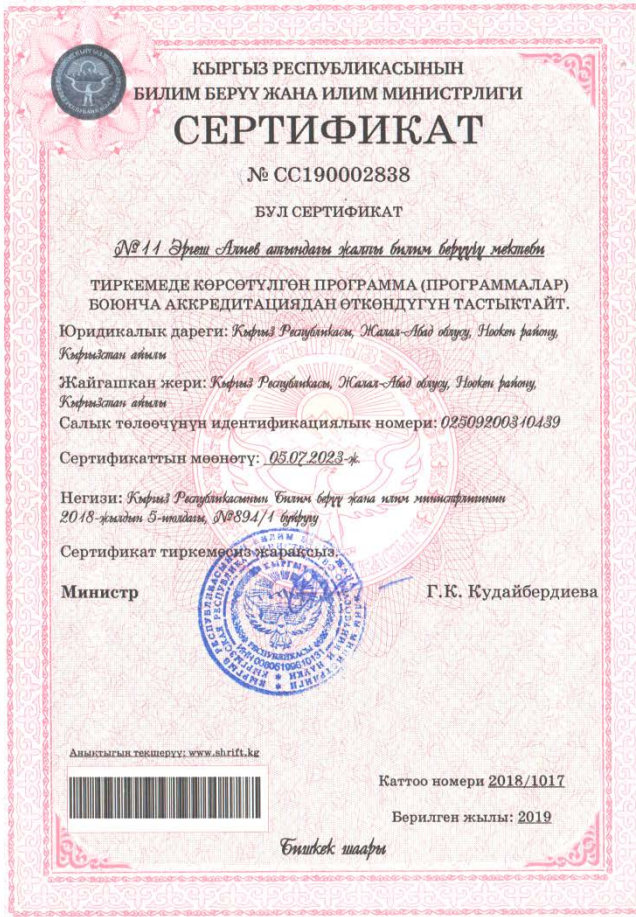 КЫРГЫЗ РЕСПУБЛИКАСЫНЫН
БИЛИМ БЕРҮҮ ЖАНА ИЛИМ МИНИСТРЛИГИ
СЕРТИФИКАТ
№ СС190002838
БУЛ СЕРТИФИКАТ
№ 11 Эргеш Алиев атындагы жалпы билим берүүчү мектеби
ТИРКЕМЕДЕ КӨРСӨТҮЛГӨН ПРОГРАММА (ПРОГРАММАЛАР)
БОЮНЧА АККРЕДИТАЦИЯДАН ӨТКӨНДҮГҮН ТАСТЫКТАЙТ.
Юридикалык дареги: Кыргыз Республикасы, Жалал-Абад облусу, Ноокен району,
Кыргызстан айылы
Жайгашкан жери: Кыргыз Республикасы, Жалал-Абад облусу, Ноокен району,
Кыргызстан айылы
Салык төлөөчүнүн идентификациялык номери: 02509200310439
Сертификаттын мөөнөтү: 05.07.2023-ж.
Негизи: Кыргыз Республикасынын Билим берүү жана илим министрлигинин
2018-жылдын 5-июлдагы, №894/1 буйругу
Сертификат тиркемесиз жараксыз.
Министр Г.К. Кудайбердиева
Аныктыгын текшерүү: www.shrift.kg
Каттоо номери 2018/1017
Берилген жылы: 2019
Бишкек шаары